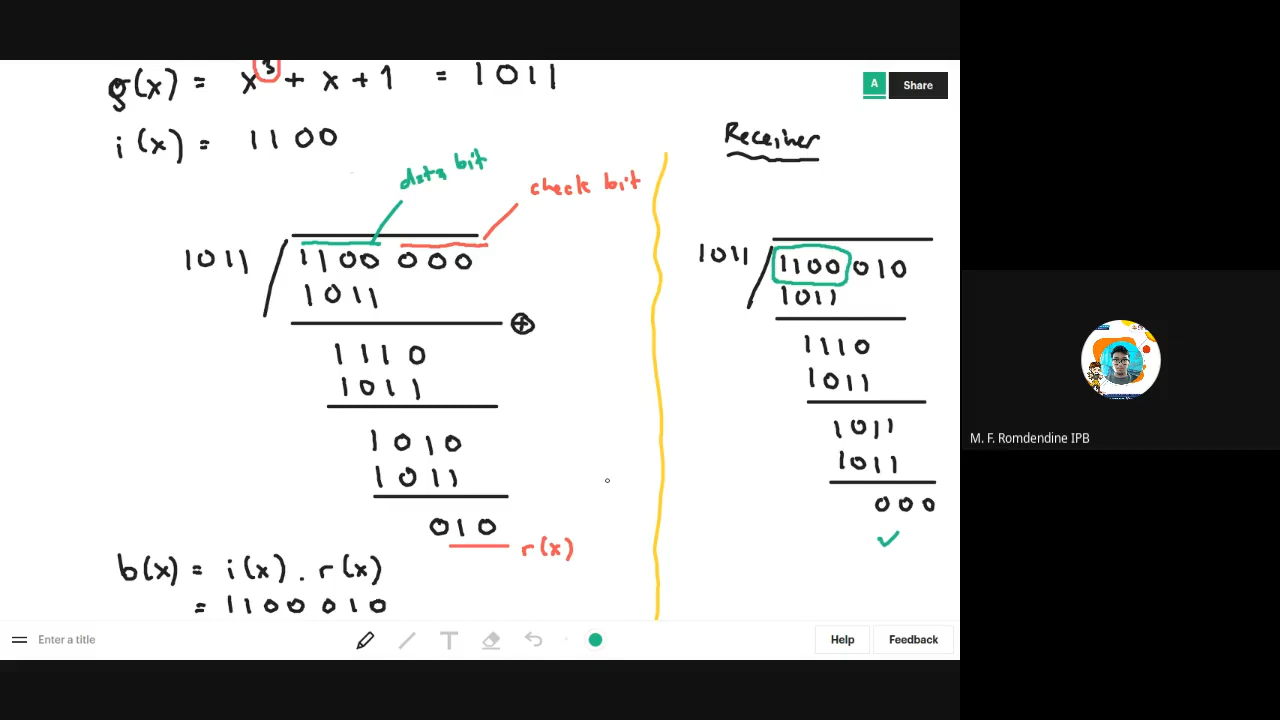 g(x) = x³ + x + 1 = 1011
i(x) = 1100
data bit
check bit
1011
1100 000
1011
⊕
1110
1011
1010
1011
010
r(x)
b(x) = i(x) . r(x)
= 1100 010
Receiver
1011
1100 010
1011
1110
1011
1011
1011
000
✓
A Share
Enter a title
T
Help Feedback
M. F. Romdendine IPB